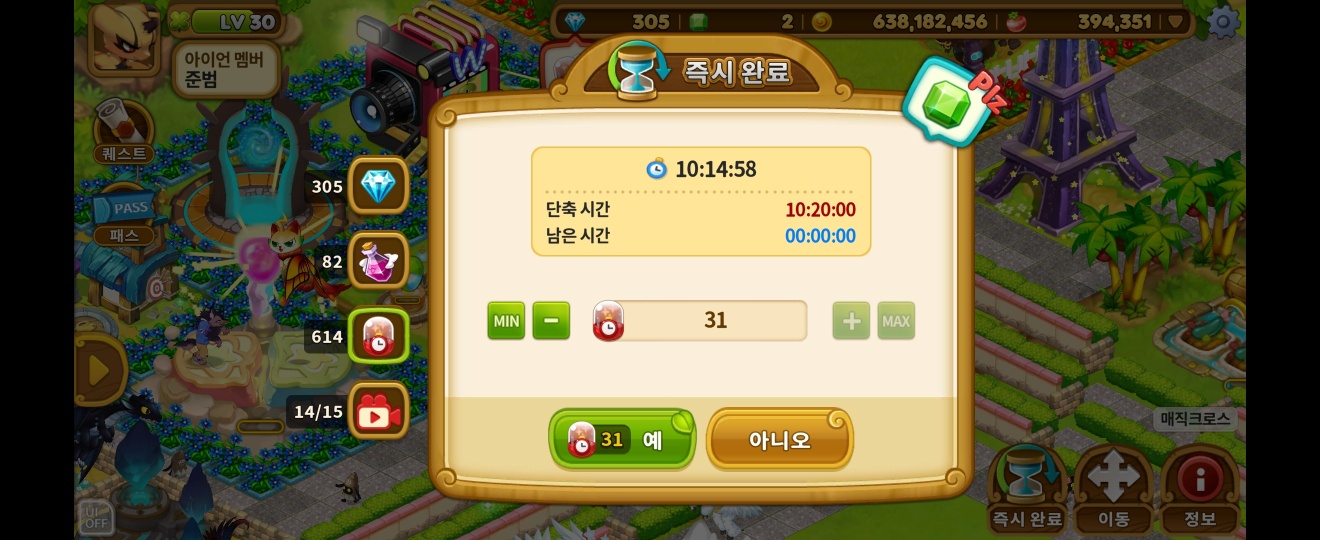 LV 30
305
2
638,182,456
394,351
아이언 멤버
준범
W
즉시 완료
Plz
퀘스트
10:14:58
305
PASS
단축 시간 10:20:00
패스
남은 시간 00:00:00
82
MIN
31
MAX
614
14/15
31 예
아니오
매직크로스
UI
OFF
즉시 완료
이동
정보